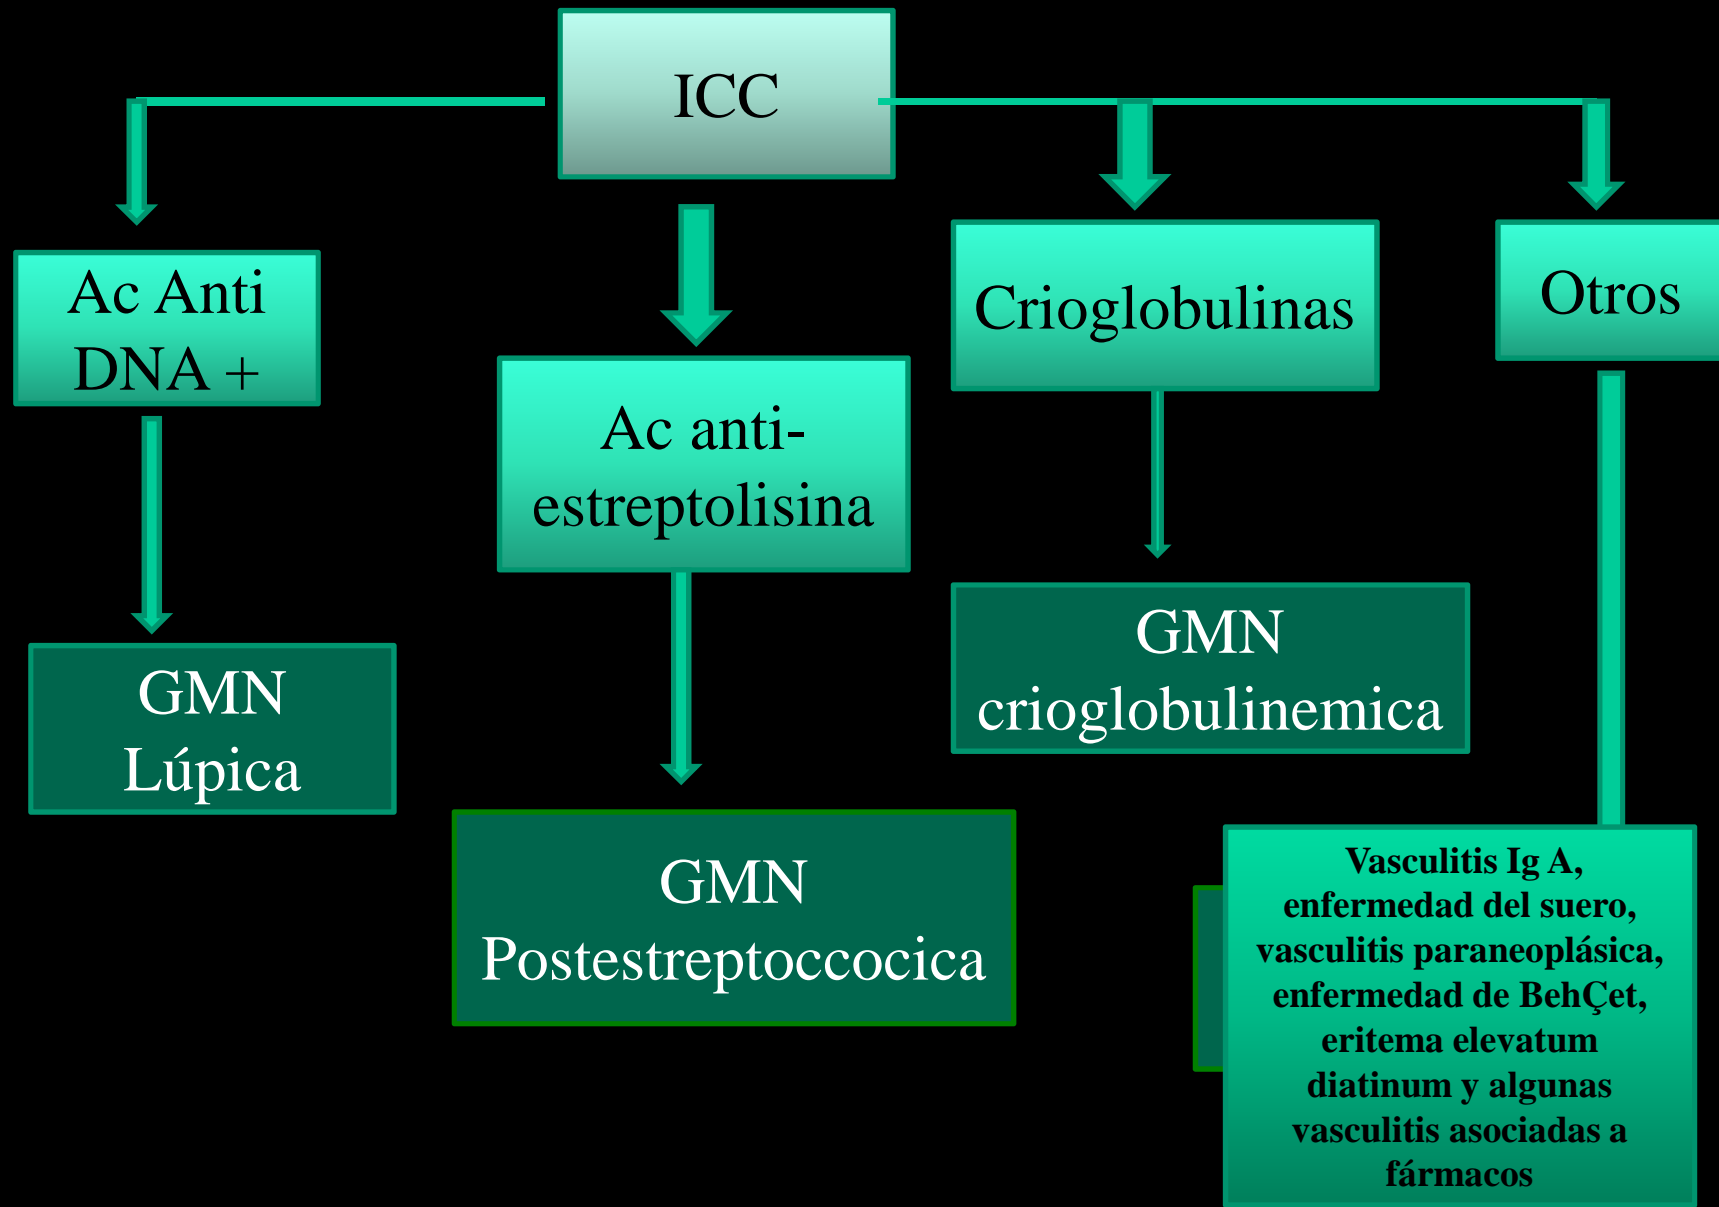 ICC
Ac Anti
DNA +
Ac anti-
estreptolisina
Crioglobulinas
Otros
GMN
Lúpica
GMN
Postestreptoccocica
GMN
crioglobulinemica
Vasculitis Ig A,
enfermedad del suero,
vasculitis paraneoplásica,
enfermedad de BehÇet,
eritema elevatum
diatinum y algunas
vasculitis asociadas a
fármacos